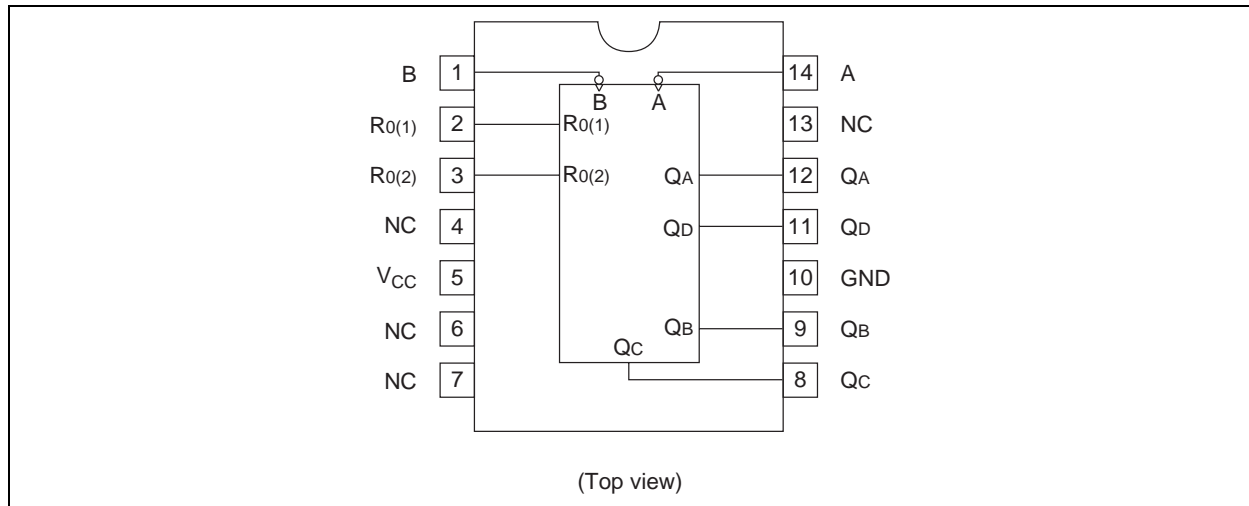 B 1 B A 14 A
R0(1) 2 R0(1) 13 NC
R0(2) 3 R0(2) QA 12 QA
NC 4 QD 11 QD
VCC 5 10 GND
NC 6 QB 9 QB
QC
NC 7 8 QC
(Top view)